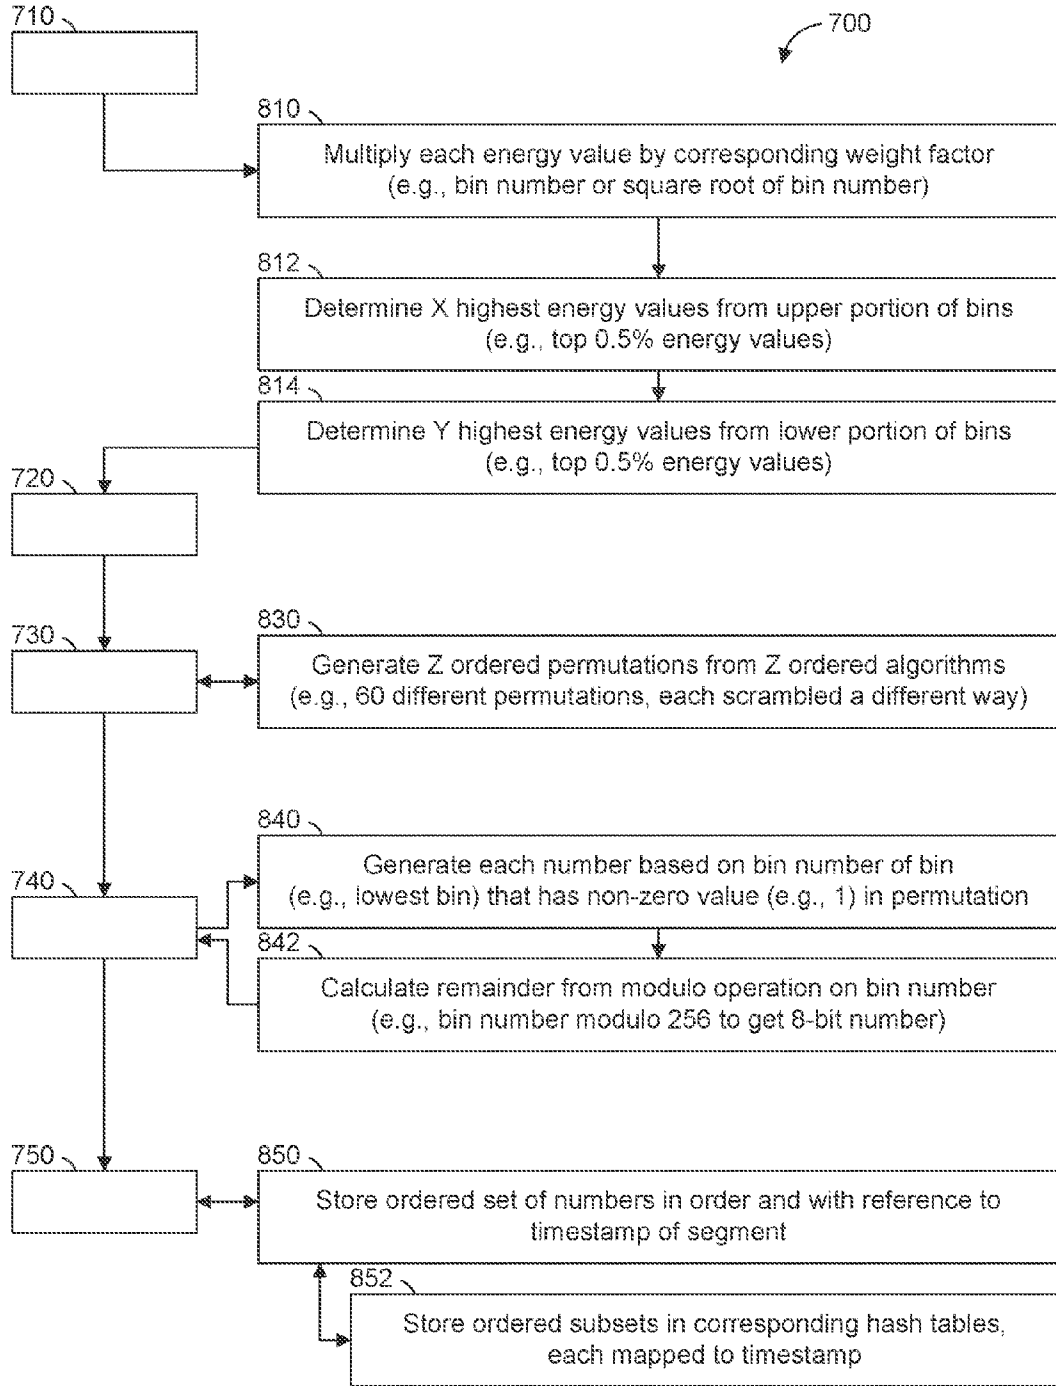 710
700
810
Multiply each energy value by corresponding weight factor
(e.g., bin number or square root of bin number)
812
Determine X highest energy values from upper portion of bins
(e.g., top 0.5% energy values)
814
Determine Y highest energy values from lower portion of bins
(e.g., top 0.5% energy values)
720
730
830
Generate Z ordered permutations from Z ordered algorithms
(e.g., 60 different permutations, each scrambled a different way)
840
Generate each number based on bin number of bin
(e.g., lowest bin) that has non-zero value (e.g., 1) in permutation
740
842
Calculate remainder from modulo operation on bin number
(e.g., bin number modulo 256 to get 8-bit number)
750
850
Store ordered set of numbers in order and with reference to
timestamp of segment
852
Store ordered subsets in corresponding hash tables,
each mapped to timestamp